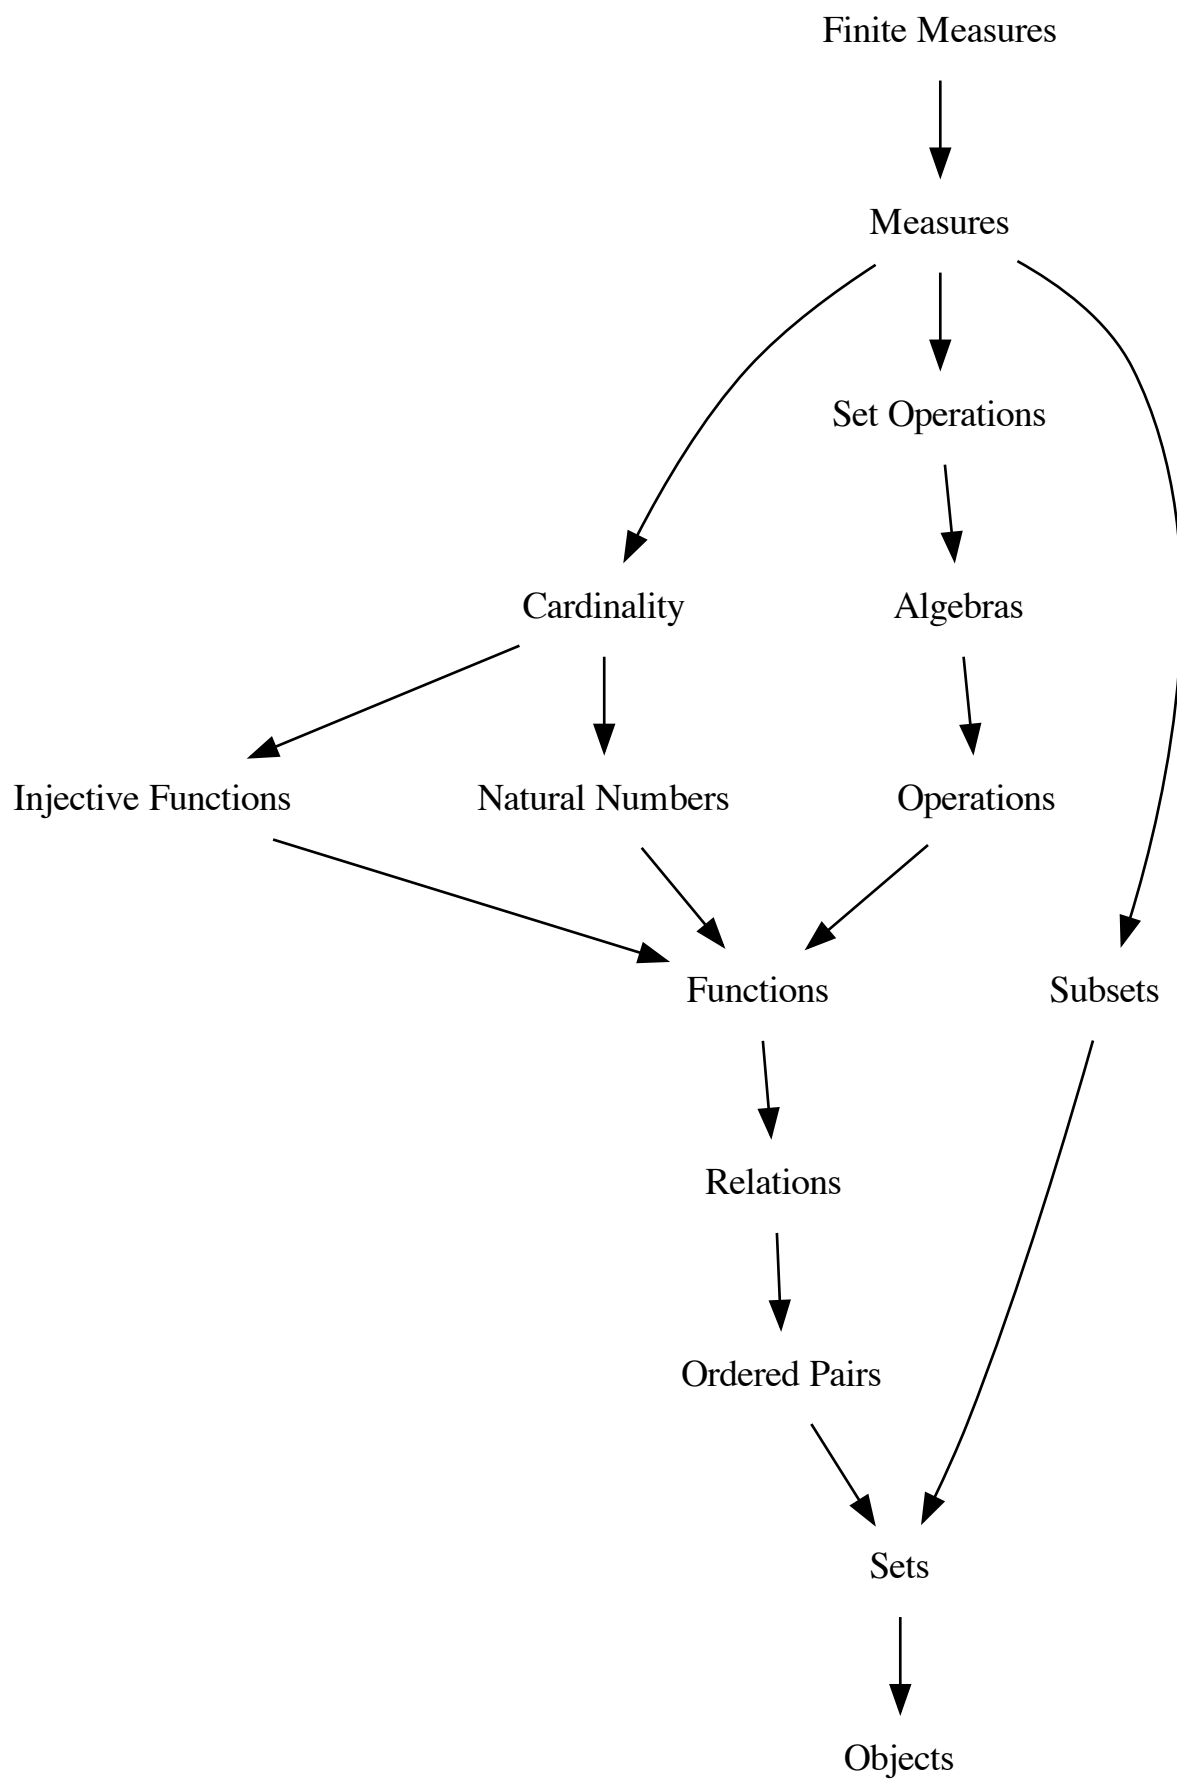 Finite Measures
Measures
Set Operations
Cardinality
Algebras
Injective Functions
Natural Numbers
Operations
Functions
Subsets
Relations
Ordered Pairs
Sets
Objects